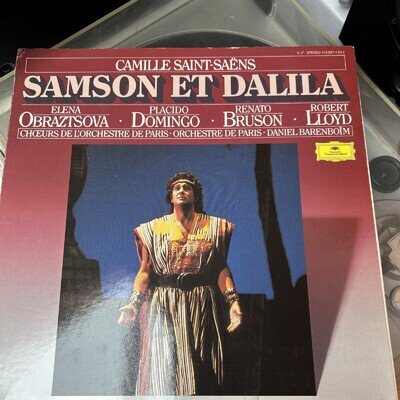 CAMILLE SAINT-SAËNS
SAMSON ET DALILA
ELENA OBRAZTSOVA · PLACIDO DOMINGO · RENATO BRUSON · ROBERT LLOYD
CHŒURS DE L'ORCHESTRE DE PARIS · ORCHESTRE DE PARIS · DANIEL BARENBOÏM